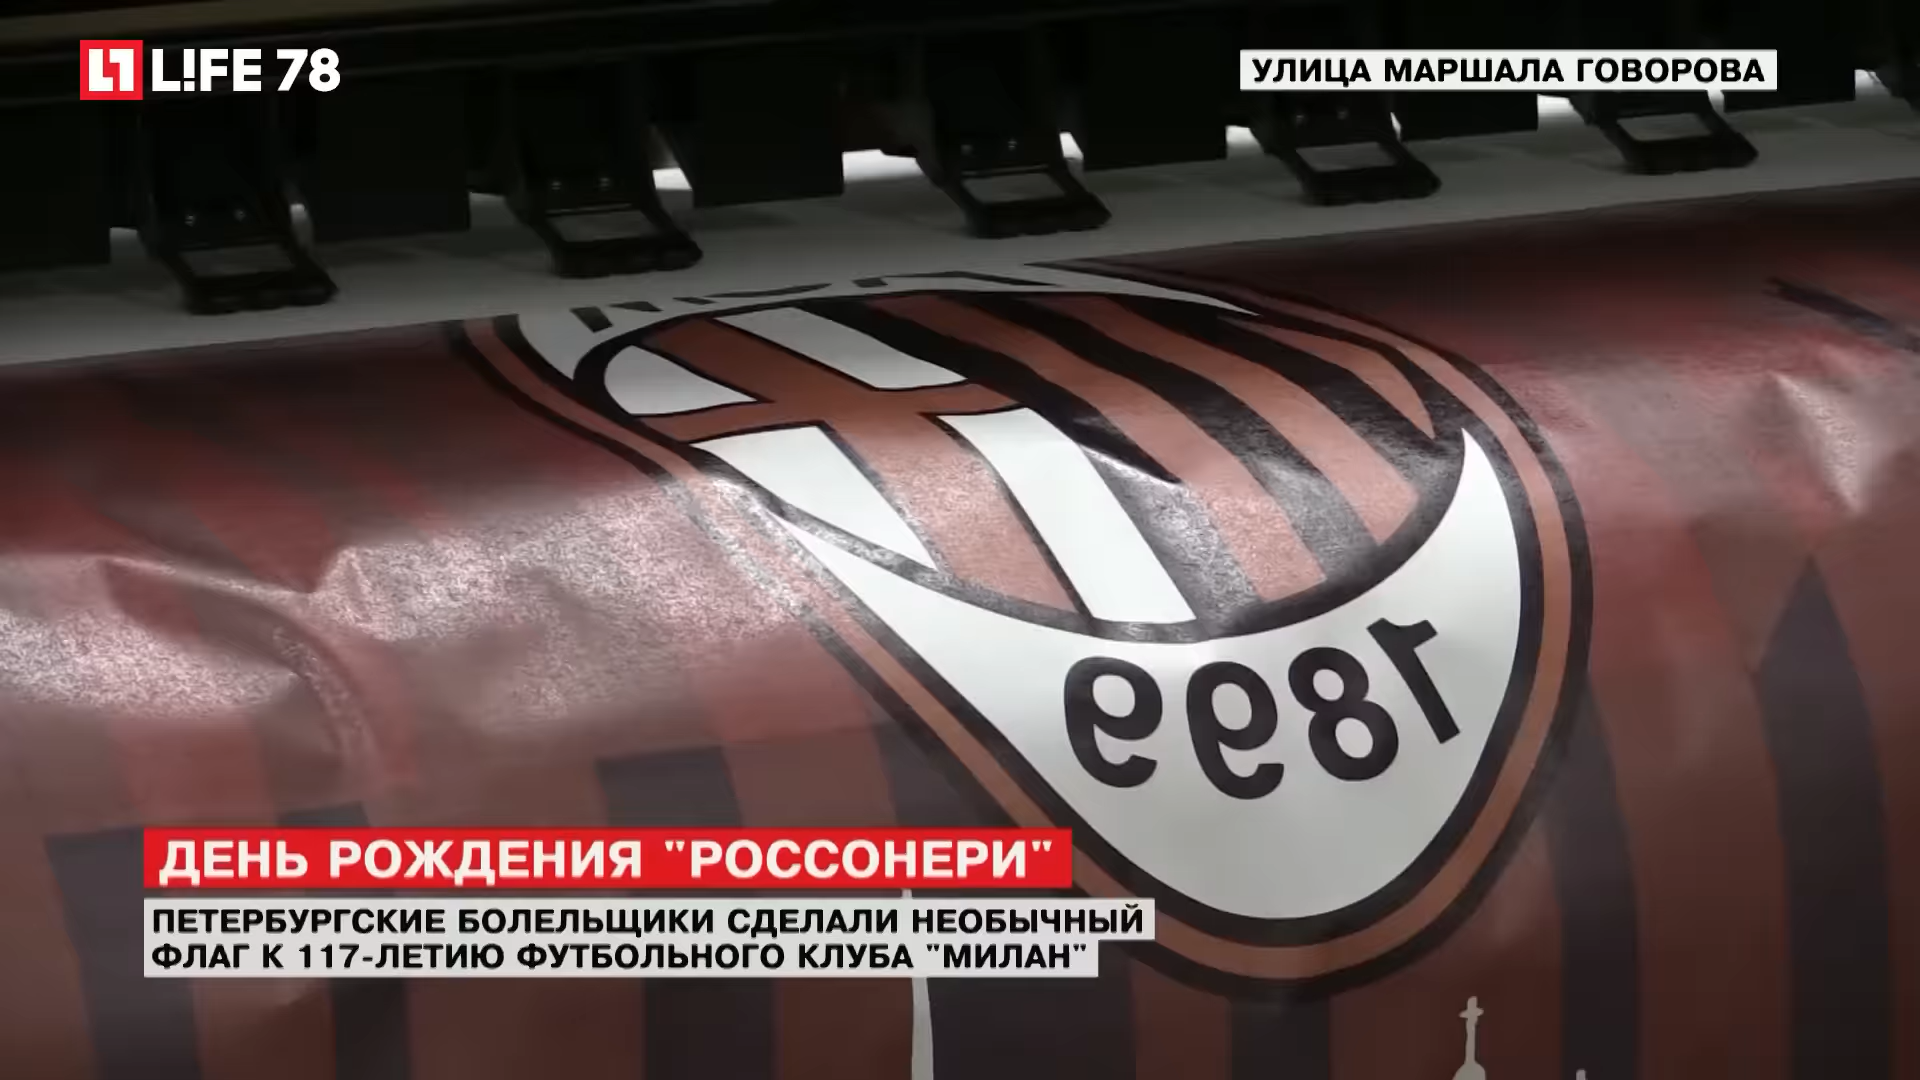 L!FE 78
УЛИЦА МАРШАЛА ГОВОРОВА
1899
ДЕНЬ РОЖДЕНИЯ "РОССОНЕРИ"
ПЕТЕРБУРГСКИЕ БОЛЕЛЬЩИКИ СДЕЛАЛИ НЕОБЫЧНЫЙ
ФЛАГ К 117-ЛЕТИЮ ФУТБОЛЬНОГО КЛУБА "МИЛАН"